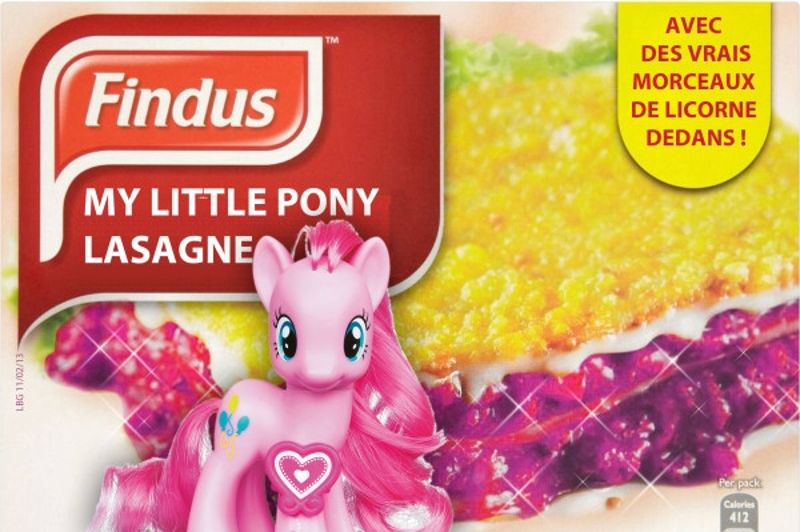 Findus
TM
MY LITTLE PONY
LASAGNE
AVEC
DES VRAIS
MORCEAUX
DE LICORNE
DEDANS !
LBG 11/02/13
Per pack
Calories
412